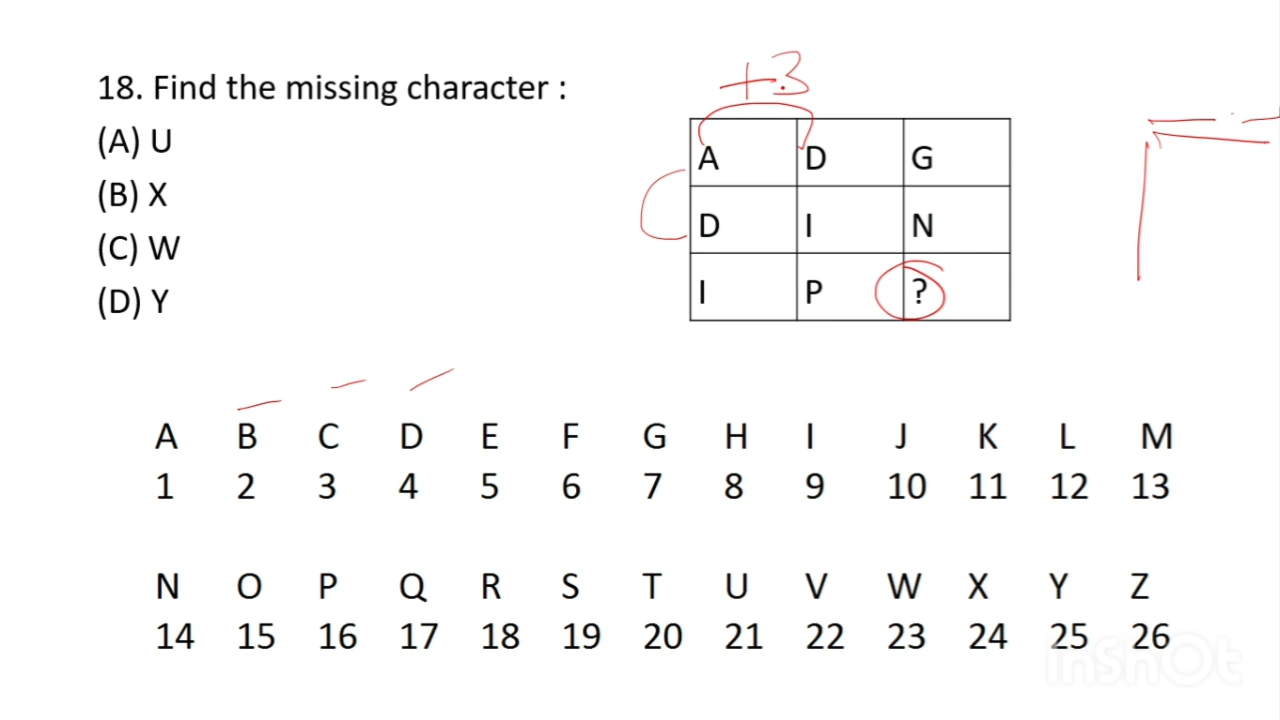 18. Find the missing character :
(A) U
(B) X
(C) W
(D) Y
+3
A D G
D I N
I P ?
A B C D E F G H I J K L M
1 2 3 4 5 6 7 8 9 10 11 12 13
N O P Q R S T U V W X Y Z
14 15 16 17 18 19 20 21 22 23 24 25 26
InShOt